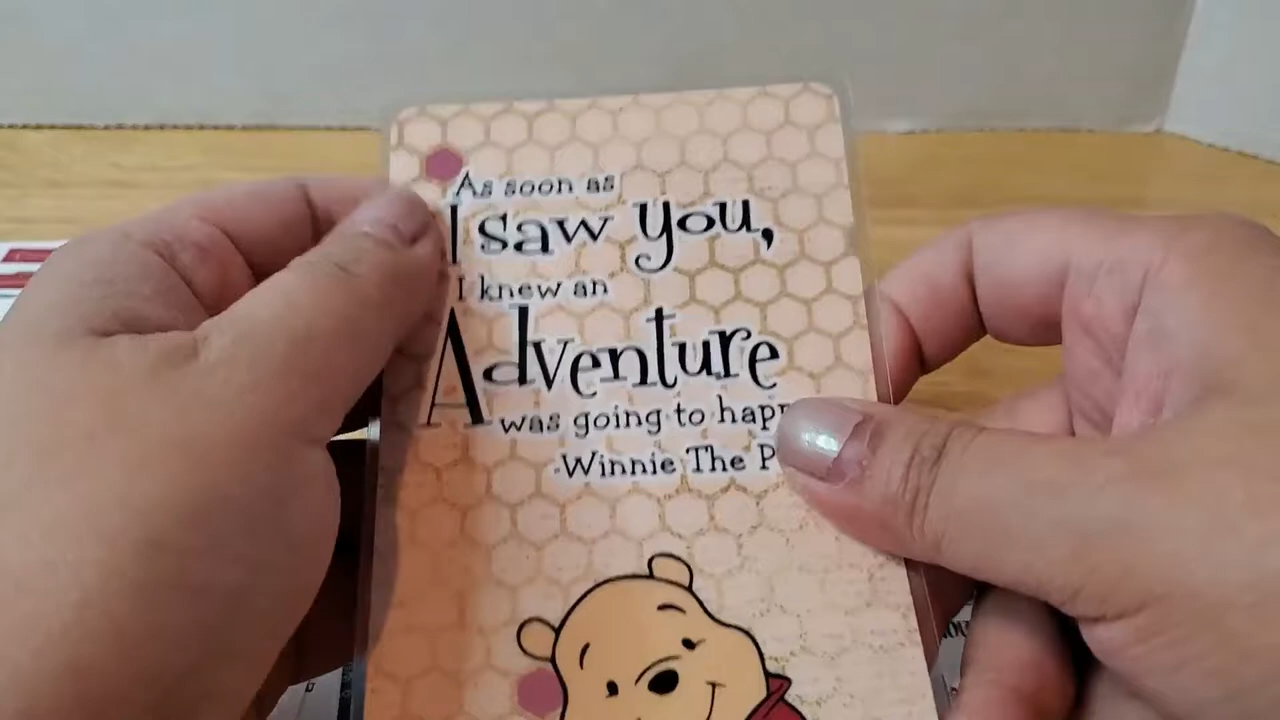 As soon as
I saw you,
I knew an
Adventure
was going to
-Winnie The